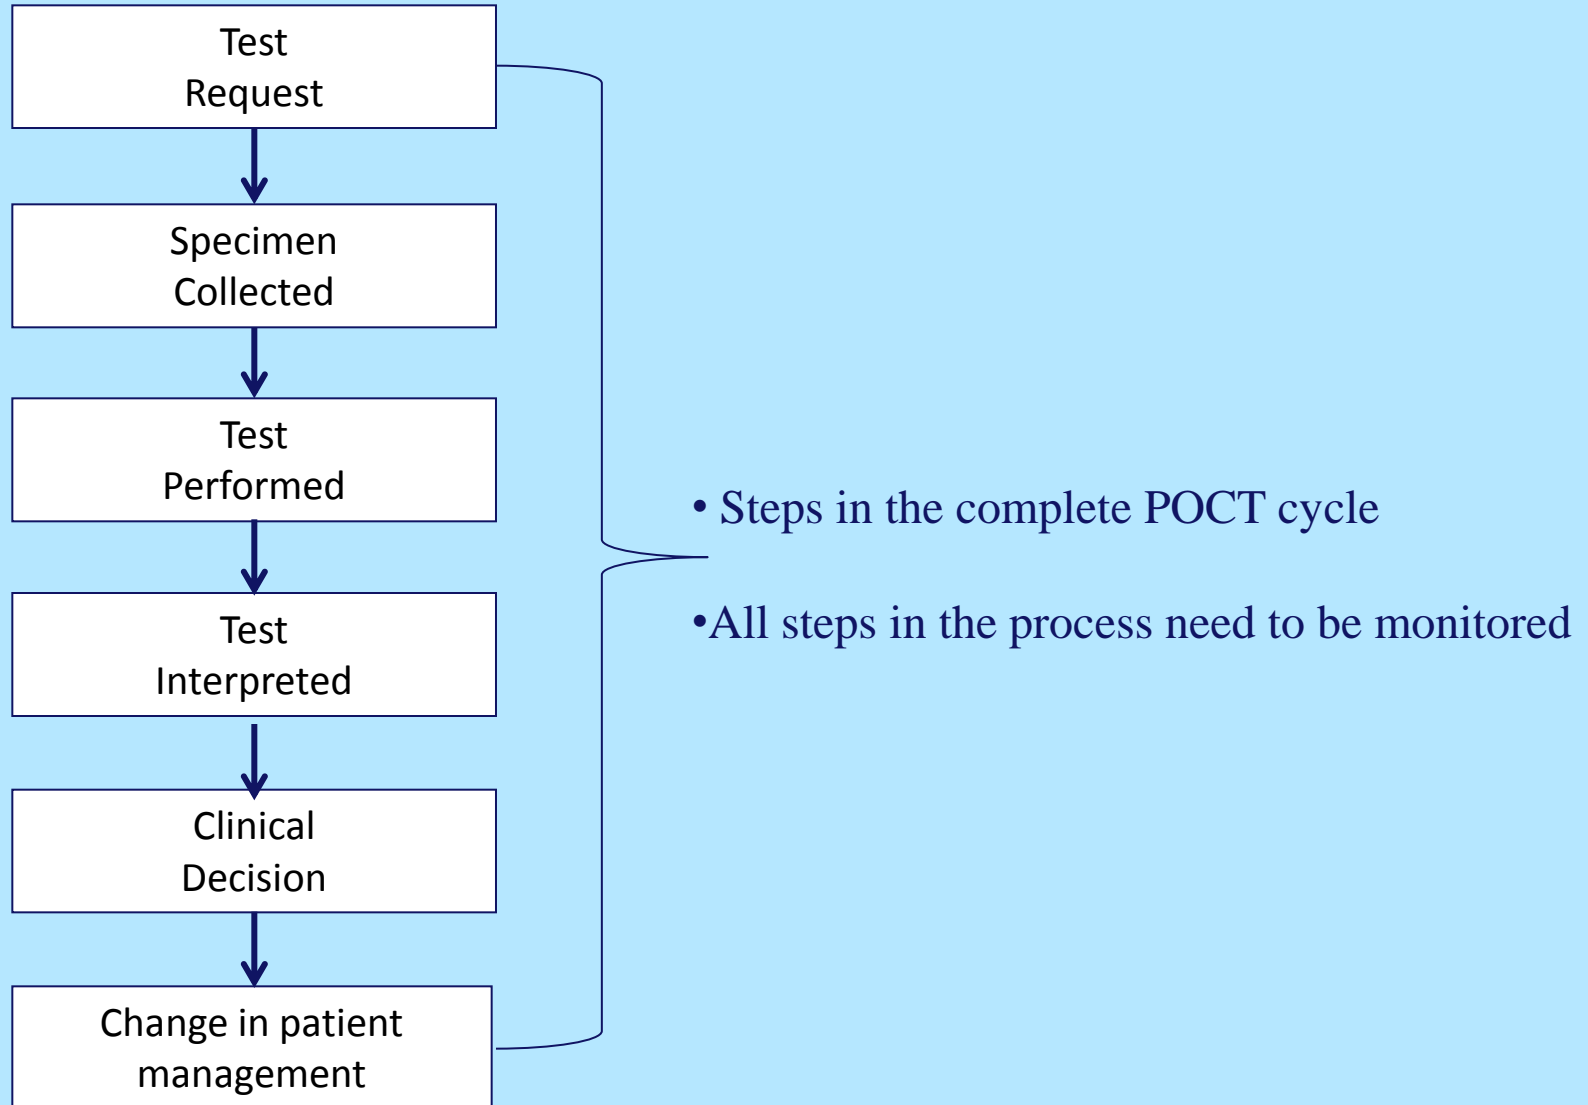 Test
Request
Specimen
Collected
Test
Performed
Test
Interpreted
Clinical
Decision
Change in patient
management
• Steps in the complete POCT cycle
•All steps in the process need to be monitored